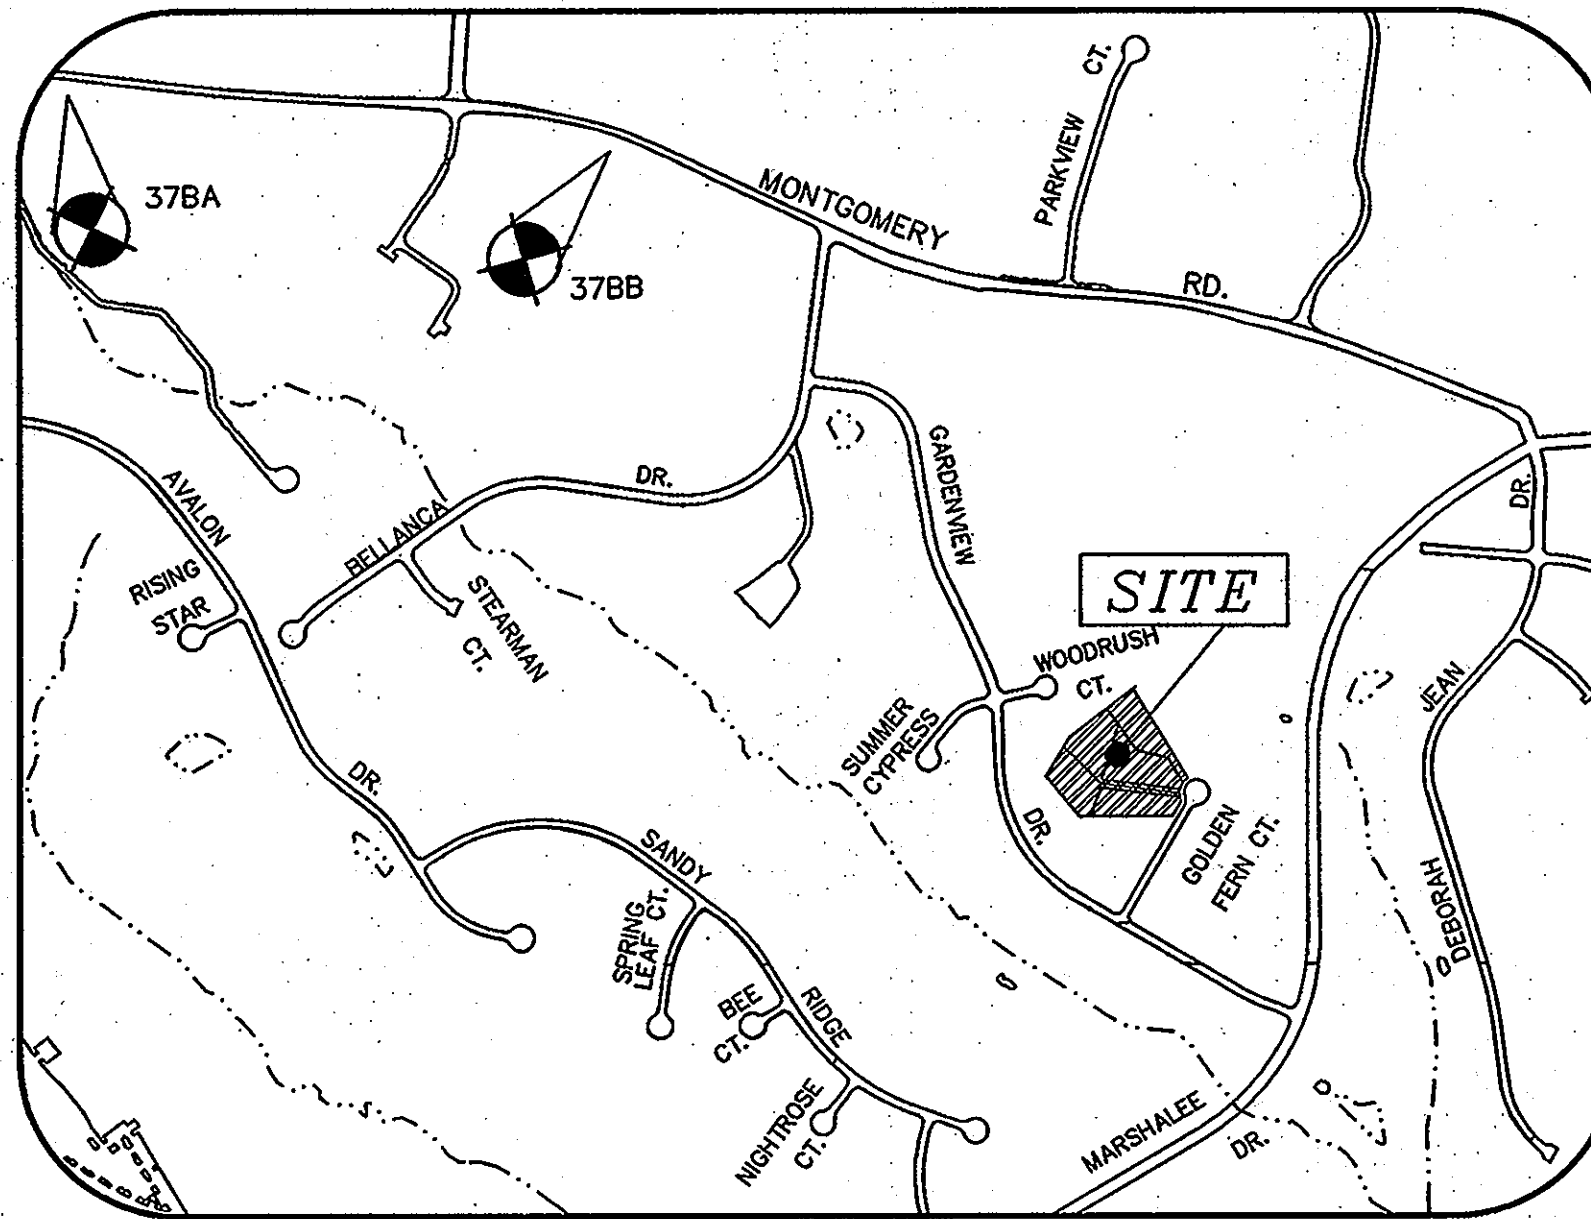 PARKVIEW CT.
37BA
37BB
MONTGOMERY RD.
GARDENVIEW DR.
AVALON DR.
BELLANCA DR.
DR.
RISING
STAR
STEARMAN
CT.
SITE
WOODRUSH
CT.
SUMMER
CYPRESS
GOLDEN
FERN CT.
DEBORAH JEAN
SANDY RIDGE
SPRING
LEAF CT.
BEE
CT.
NIGHTROSE
CT.
MARSHALEE
DR.